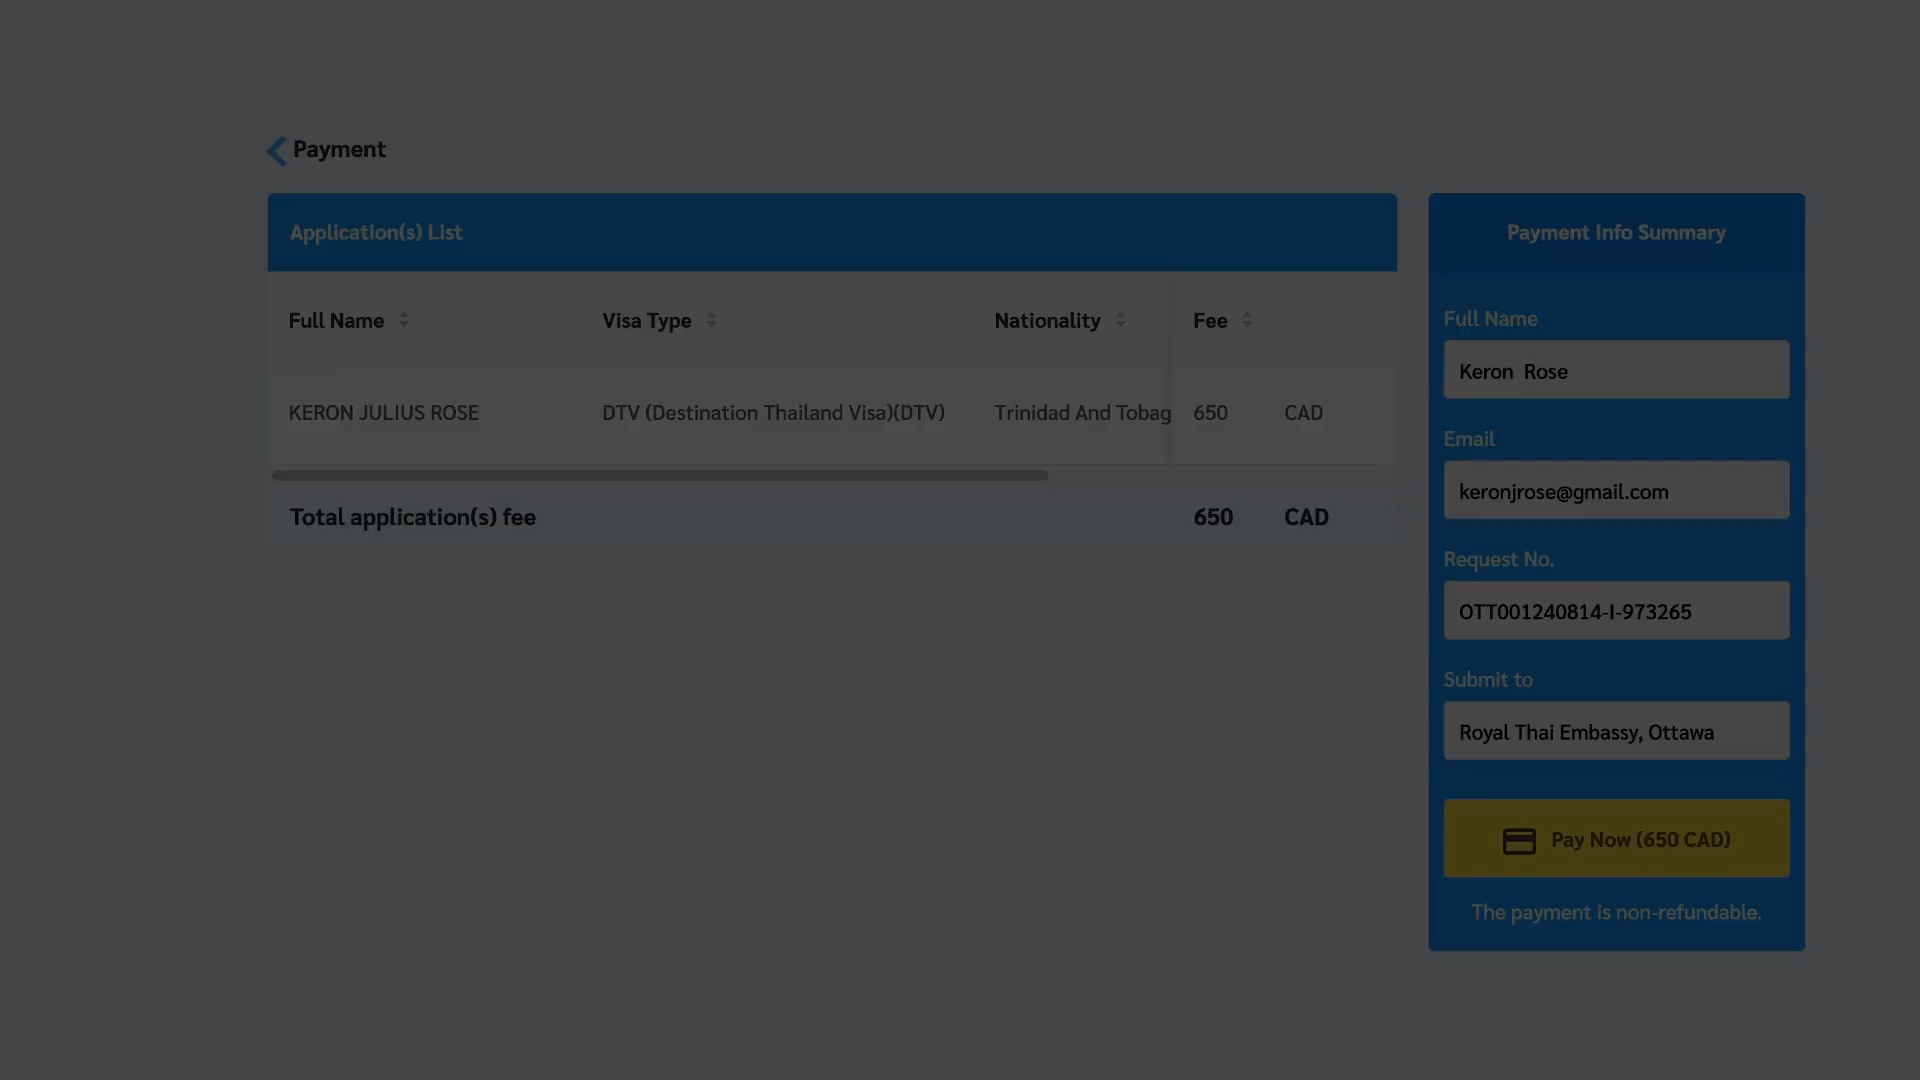 Payment
Application(s) List
Full Name Visa Type Nationality Fee
KERON JULIUS ROSE DTV (Destination Thailand Visa)(DTV) Trinidad And Tobag 650 CAD
Total application(s) fee 650 CAD
Payment Info Summary
Full Name
Keron Rose
Email
keronjrose@gmail.com
Request No.
OTT001240814-I-973265
Submit to
Royal Thai Embassy, Ottawa
Pay Now (650 CAD)
The payment is non-refundable.